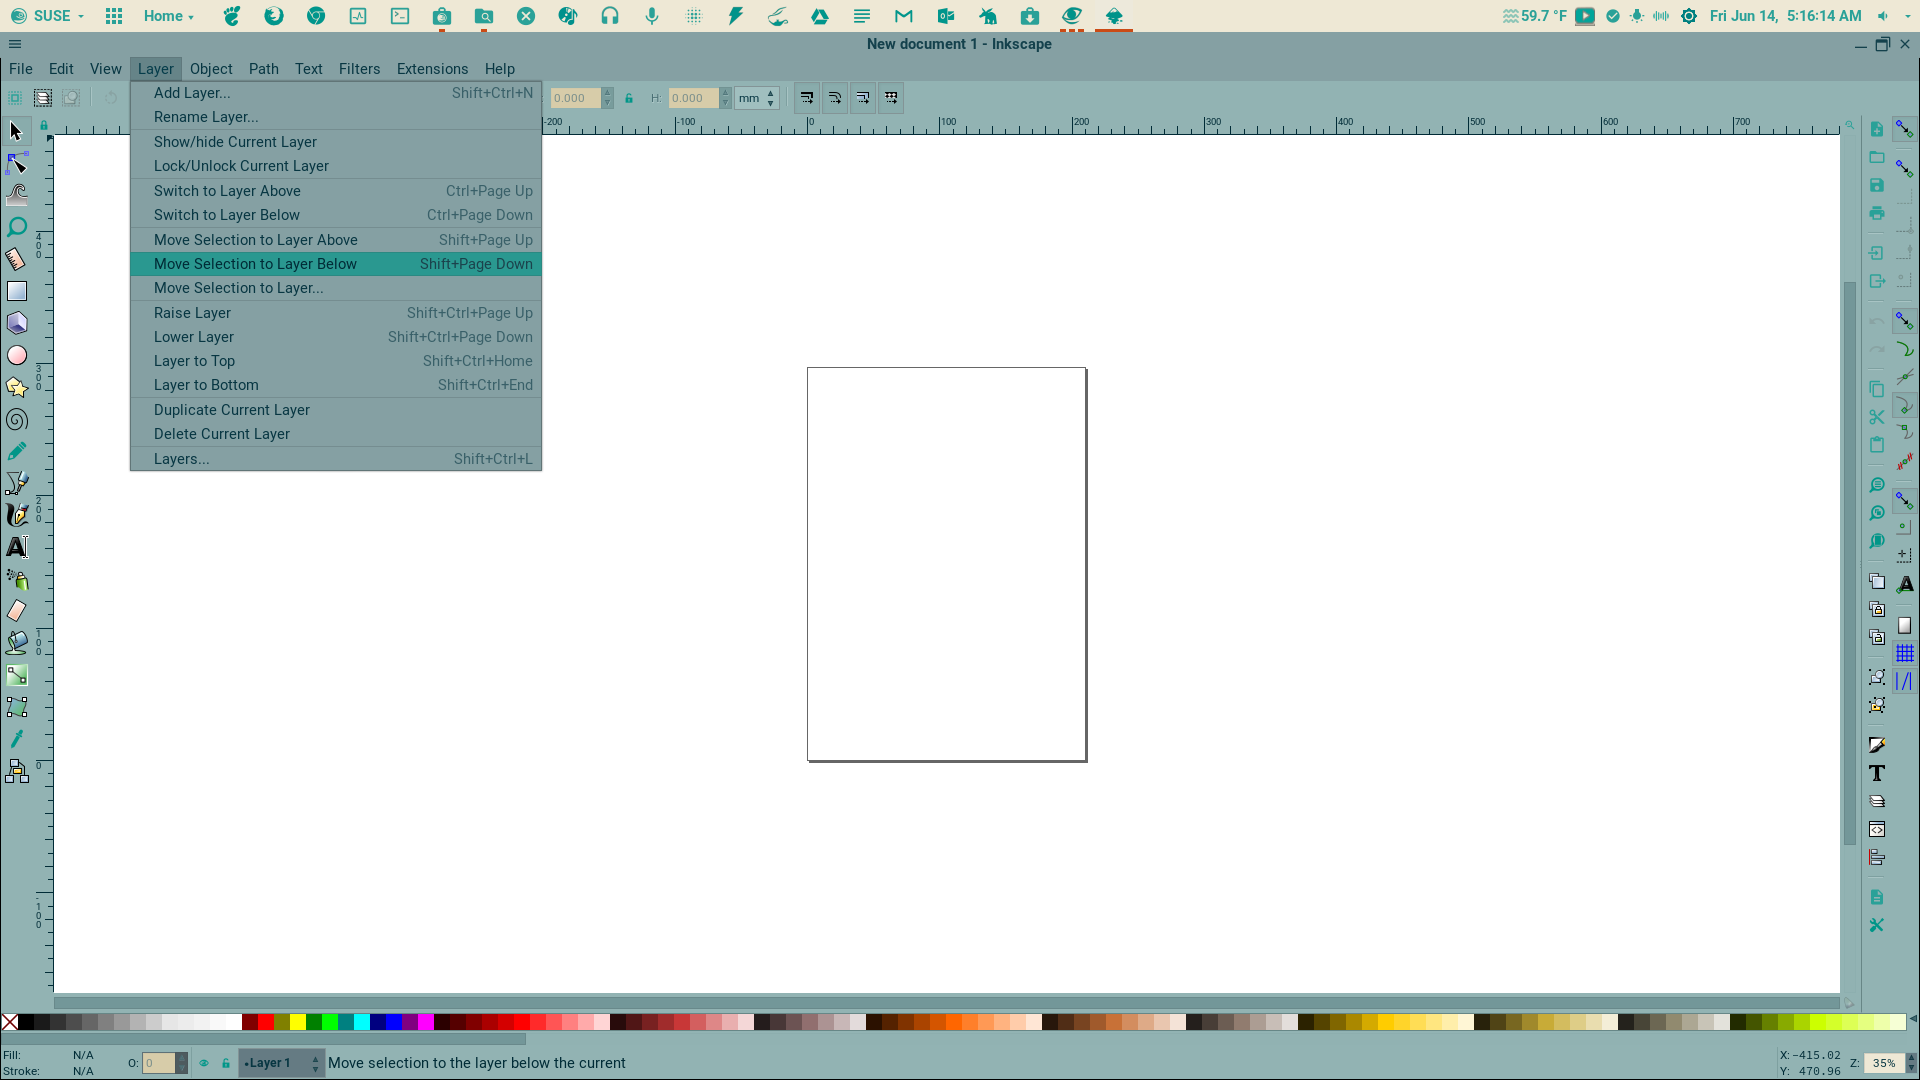 SUSE
Home
59.7 °F
Fri Jun 14, 5:16:14 AM
New document 1 - Inkscape
File Edit View Layer Object Path Text Filters Extensions Help
Add Layer... Shift+Ctrl+N
Rename Layer...
Show/hide Current Layer
Lock/Unlock Current Layer
Switch to Layer Above Ctrl+Page Up
Switch to Layer Below Ctrl+Page Down
Move Selection to Layer Above Shift+Page Up
Move Selection to Layer Below Shift+Page Down
Move Selection to Layer...
Raise Layer Shift+Ctrl+Page Up
Lower Layer Shift+Ctrl+Page Down
Layer to Top Shift+Ctrl+Home
Layer to Bottom Shift+Ctrl+End
Duplicate Current Layer
Delete Current Layer
Layers... Shift+Ctrl+L
0.000 H: 0.000 mm
-200 -100 0 100 200 300 400 500 600 700
400
300
200
100
0
-100
Fill: N/A
Stroke: N/A
O: 0
•Layer 1
Move selection to the layer below the current
X: -415.02
Y: 470.96
Z: 35%